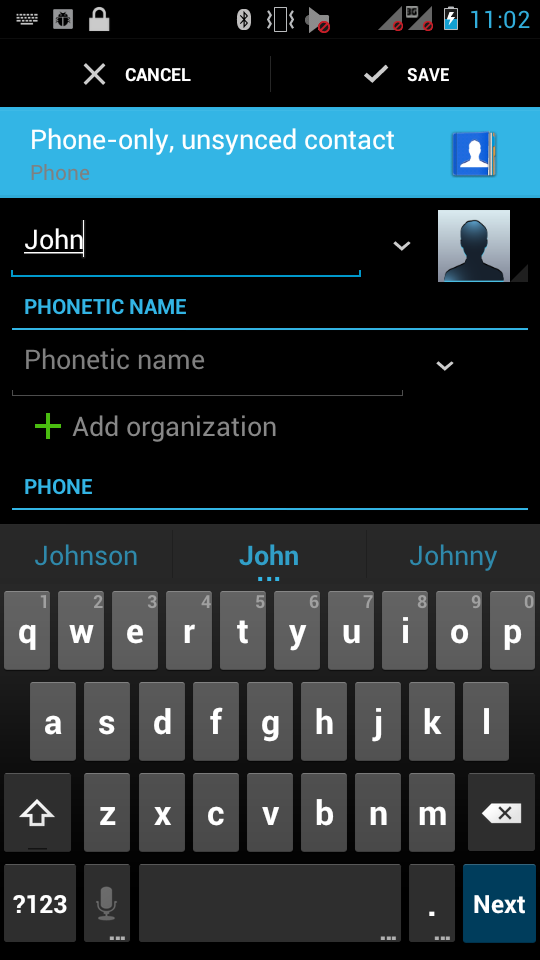 3G 11:02
CANCEL SAVE
Phone-only, unsynced contact
Phone
John
PHONETIC NAME
Phonetic name
Add organization
PHONE
Johnson John Johnny
1 2 3 4 5 6 7 8 9 0
q w e r t y u i o p
a s d f g h j k l
z x c v b n m
?123 . Next